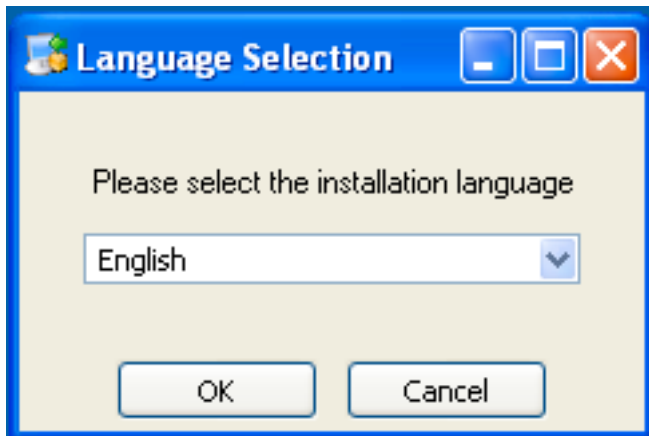 Language Selection
Please select the installation language
English
OK
Cancel